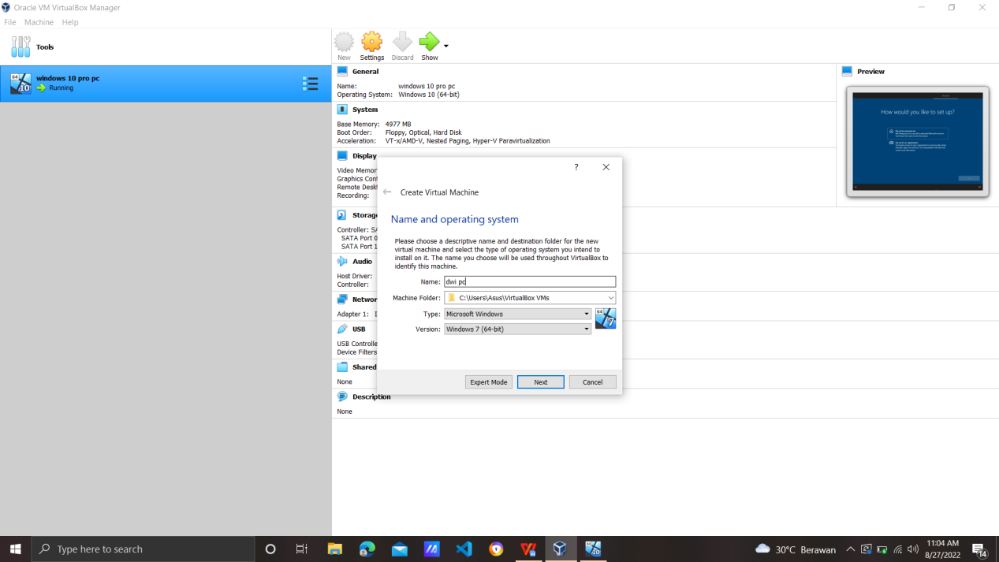 Oracle VM VirtualBox Manager
File Machine Help
Tools
windows 10 pro pc
Running
New Settings Discard Show
General
Name: windows 10 pro pc
Operating System: Windows 10 (64-bit)
System
Base Memory: 4977 MB
Boot Order: Floppy, Optical, Hard Disk
Acceleration: VT-x/AMD-V, Nested Paging, Hyper-V Paravirtualization
Display
Video Memor
Graphics Cont
Remote Deskt
Recording:
Storage
Controller: SA
SATA Port 0
SATA Port 1
Audio
Host Driver:
Controller:
Networ
Adapter 1:
USB
USB Controlle
Device Filters
Shared
None
Description
None
Preview
How would you like to set up?
?
Create Virtual Machine
Name and operating system
Please choose a descriptive name and destination folder for the new
virtual machine and select the type of operating system you intend to
install on it. The name you choose will be used throughout VirtualBox to
identify this machine.
Name: dwi pc
Machine Folder: C:\Users\Asus\VirtualBox VMs
Type: Microsoft Windows
64
7
Version: Windows 7 (64-bit)
Expert Mode Next Cancel
Type here to search
30°C Berawan
11:04 AM
8/27/2022
14